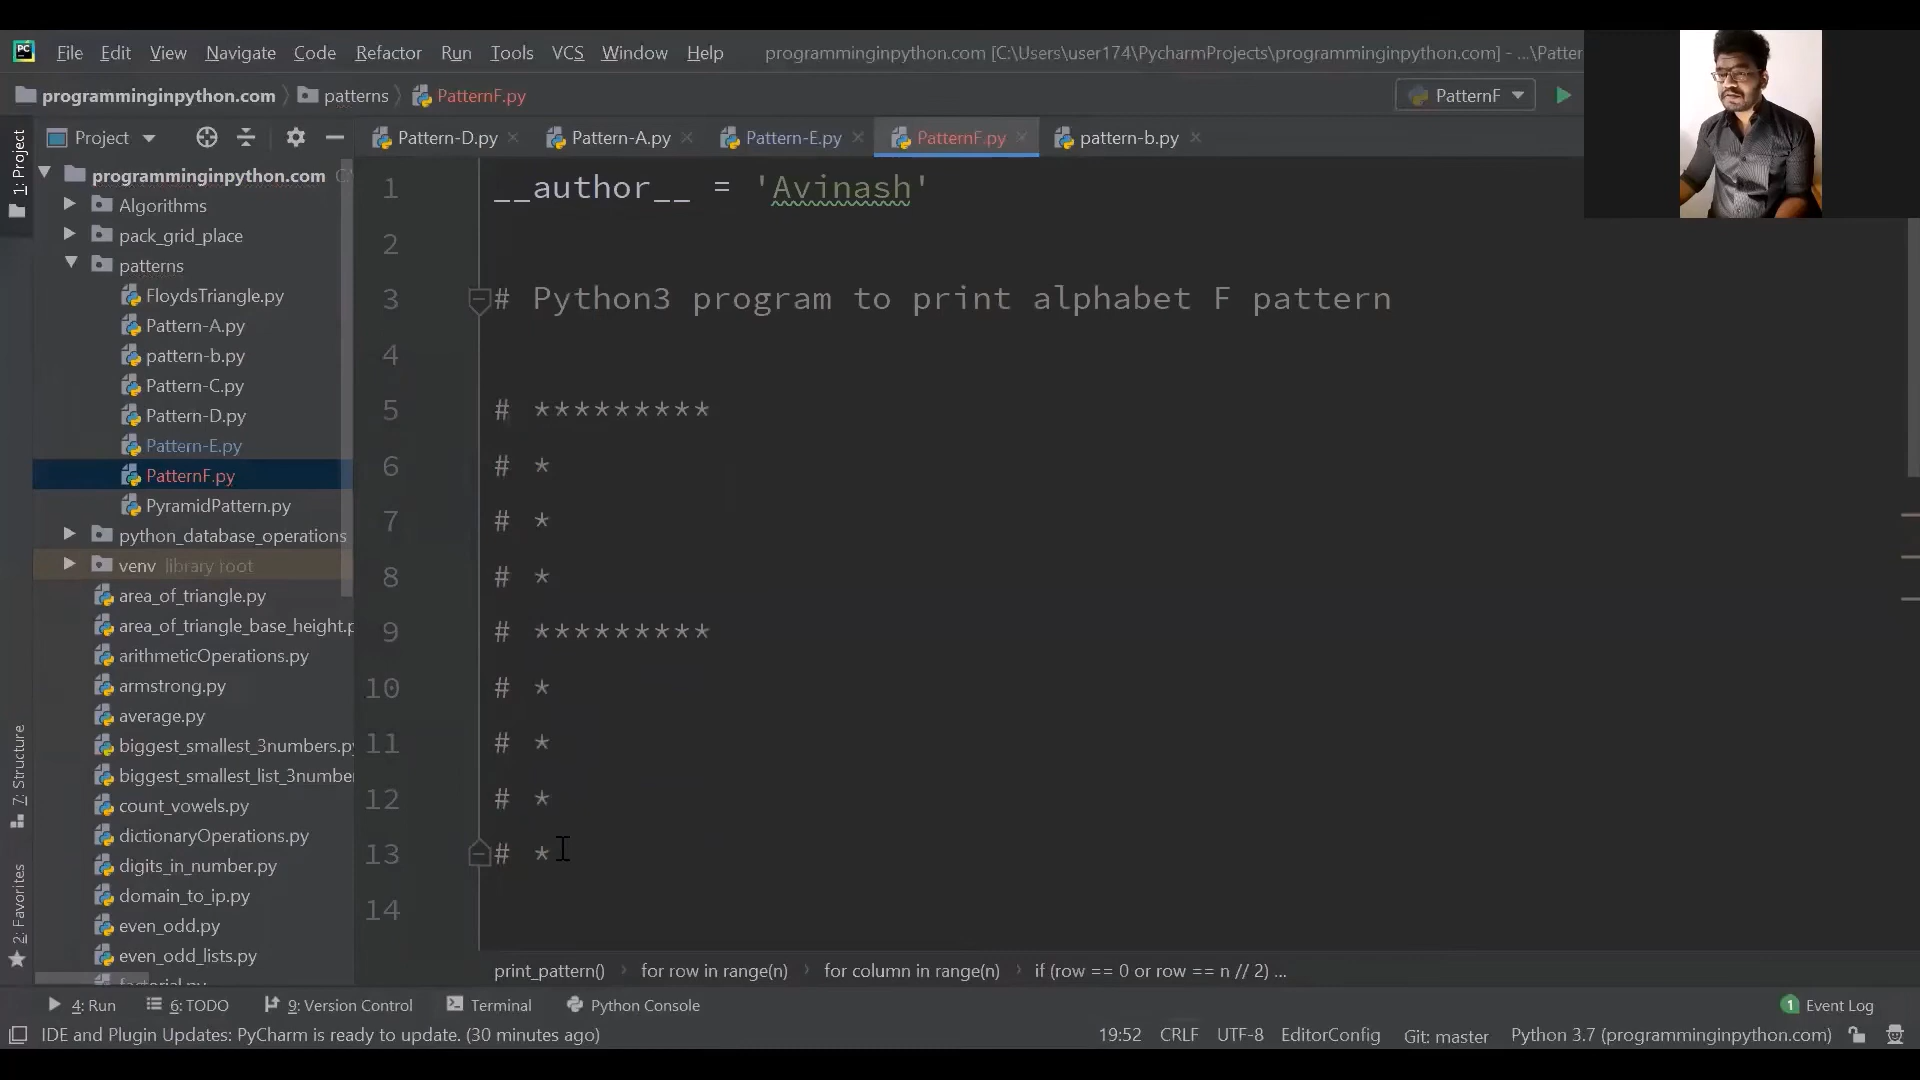 PC File Edit View Navigate Code Refactor Run Tools VCS Window Help programminginpython.com [C:\Users\user174\PycharmProjects\programminginpython.com] - ...\Patter
programminginpython.com patterns PatternF.py PatternF
Project Pattern-D.py Pattern-A.py Pattern-E.py PatternF.py pattern-b.py
1: Project
programminginpython.com C:
Algorithms
pack_grid_place
patterns
FloydsTriangle.py
Pattern-A.py
pattern-b.py
Pattern-C.py
Pattern-D.py
Pattern-E.py
PatternF.py
PyramidPattern.py
python_database_operations
venv library root
area_of_triangle.py
area_of_triangle_base_height.p
arithmeticOperations.py
armstrong.py
average.py
biggest_smallest_3numbers.py
biggest_smallest_list_3number
count_vowels.py
dictionaryOperations.py
digits_in_number.py
domain_to_ip.py
even_odd.py
even_odd_lists.py
factorial.py
7: Structure
2: Favorites
1 __author__ = 'Avinash'
2
3 # Python3 program to print alphabet F pattern
4
5 # *********
6 # *
7 # *
8 # *
9 # *********
10 # *
11 # *
12 # *
13 # *
14
print_pattern() › for row in range(n) › for column in range(n) › if (row == 0 or row == n // 2) ...
4: Run 6: TODO 9: Version Control Terminal Python Console 1 Event Log
IDE and Plugin Updates: PyCharm is ready to update. (30 minutes ago) 19:52 CRLF UTF-8 EditorConfig Git: master Python 3.7 (programminginpython.com)